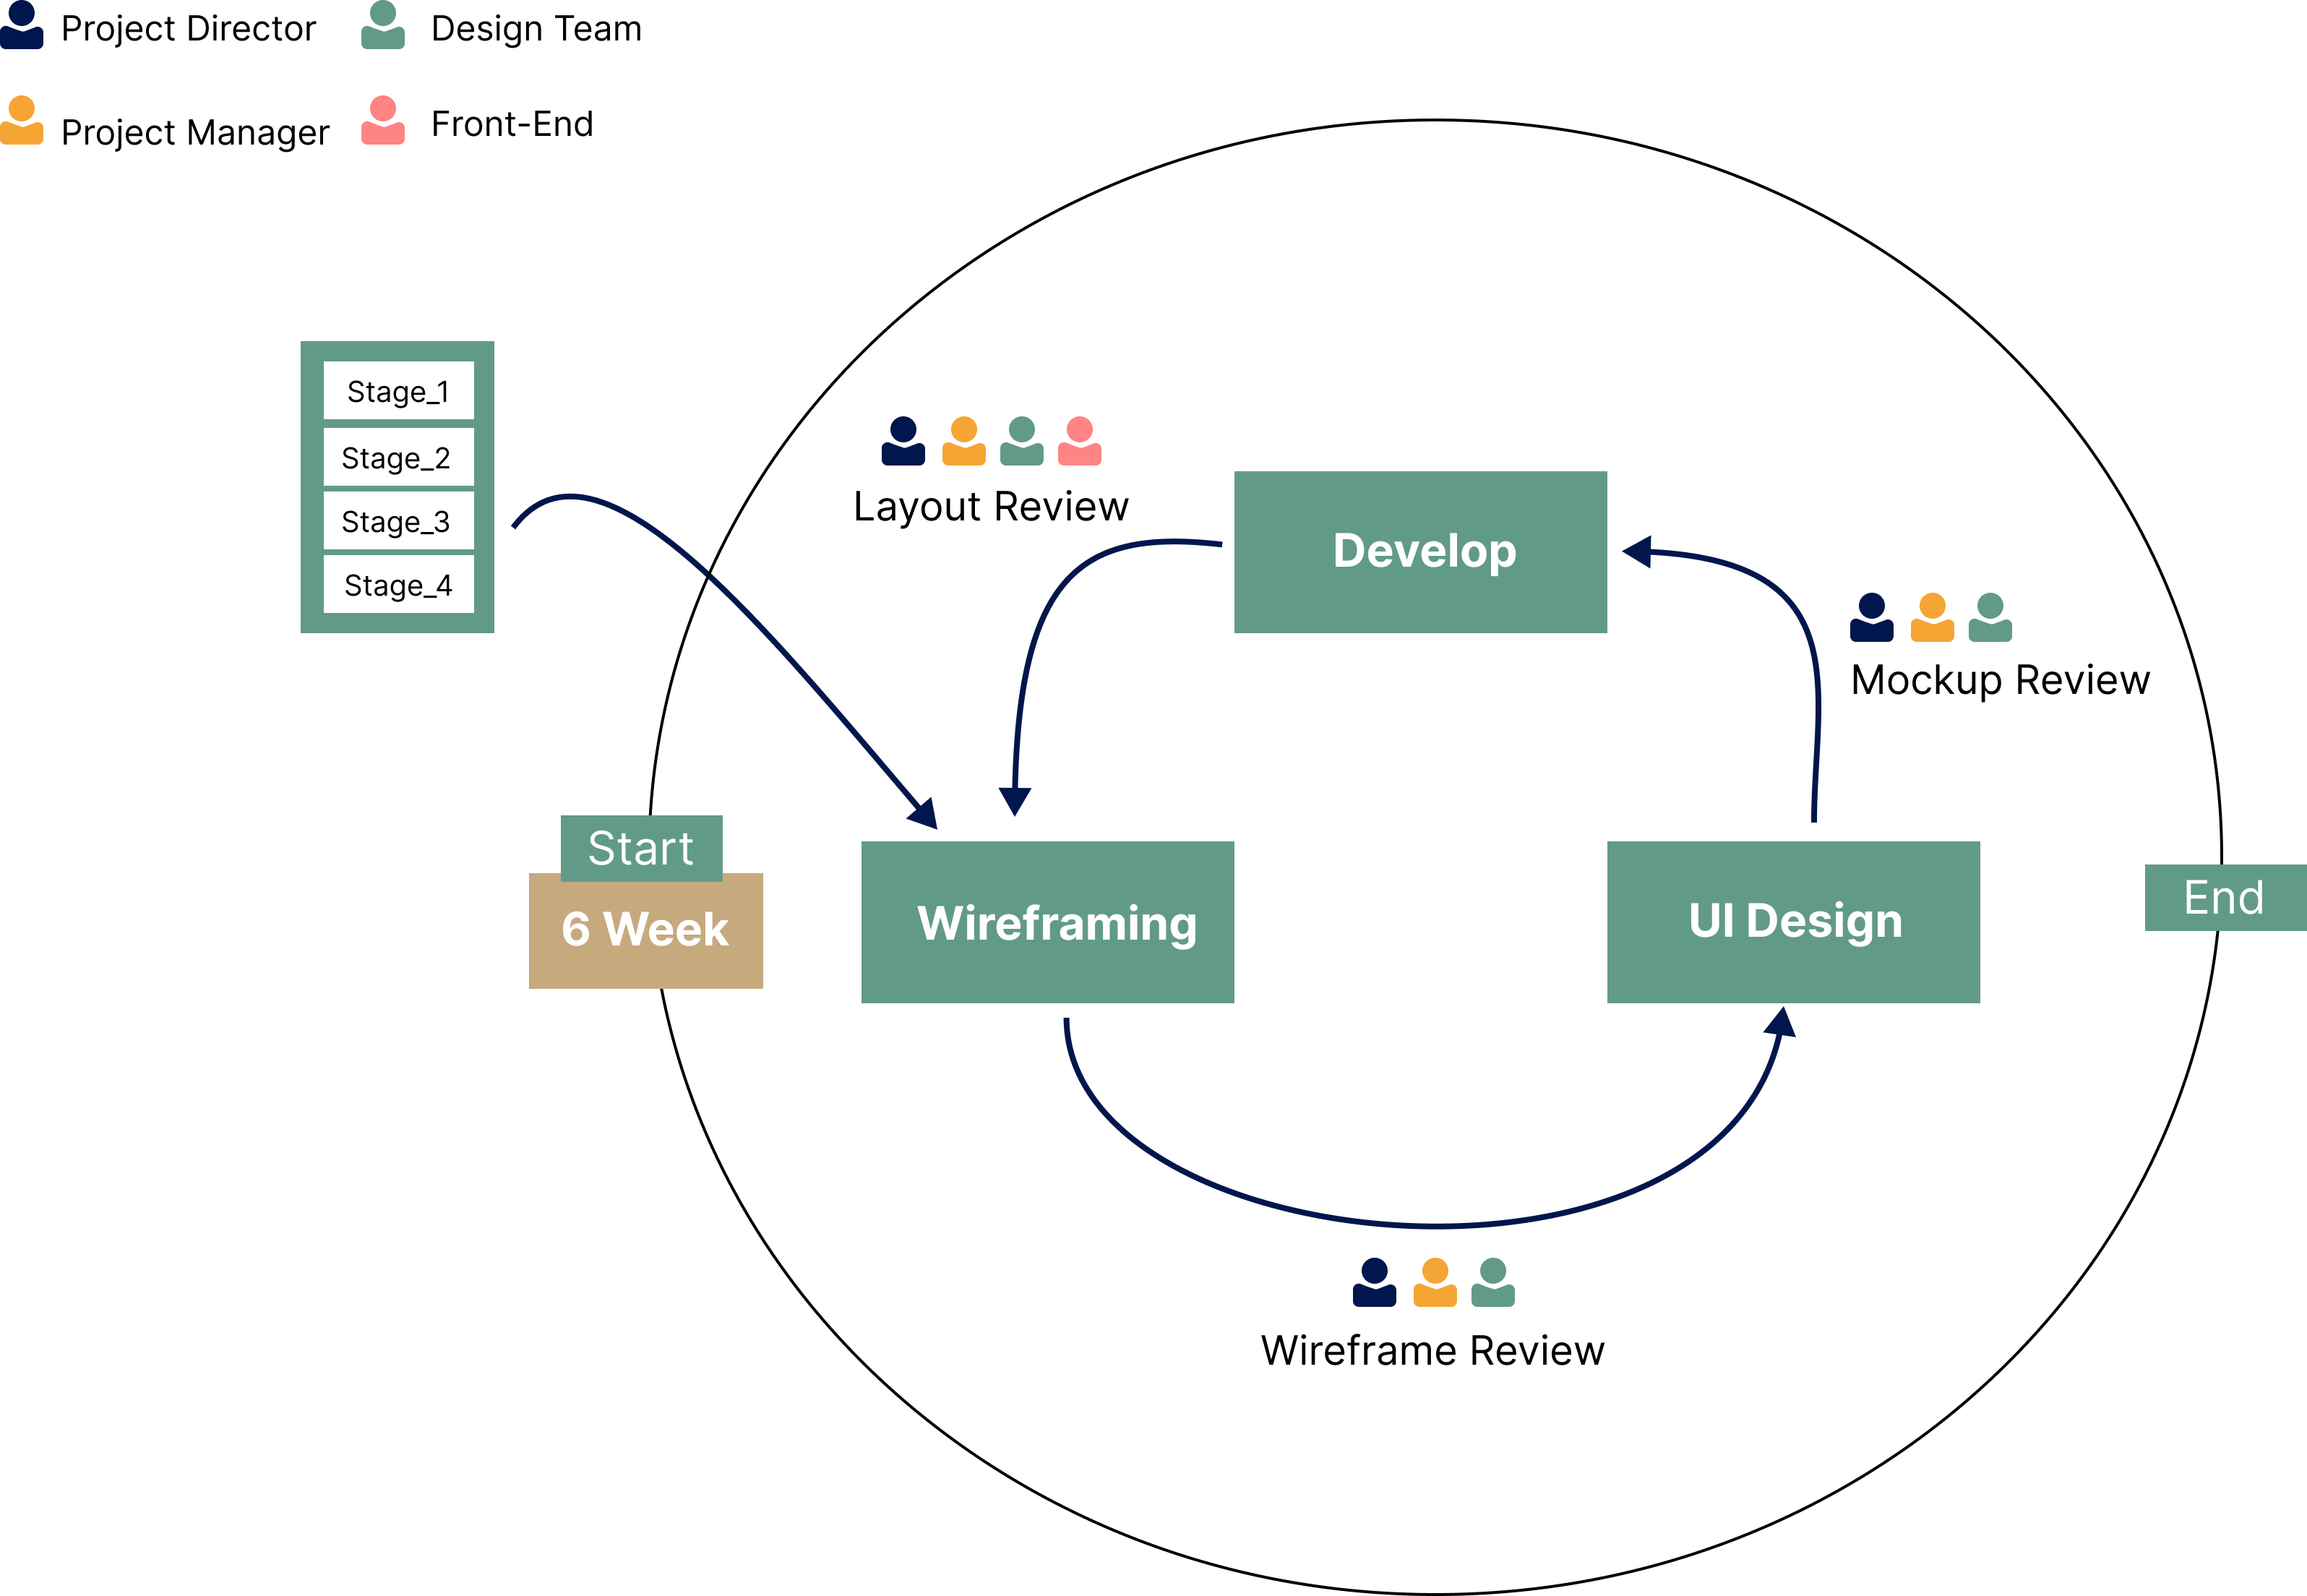 Project Director
Design Team
Project Manager
Front-End
Stage_1
Stage_2
Stage_3
Stage_4
Layout Review
Develop
Mockup Review
Start
6 Week
Wireframing
UI Design
End
Wireframe Review